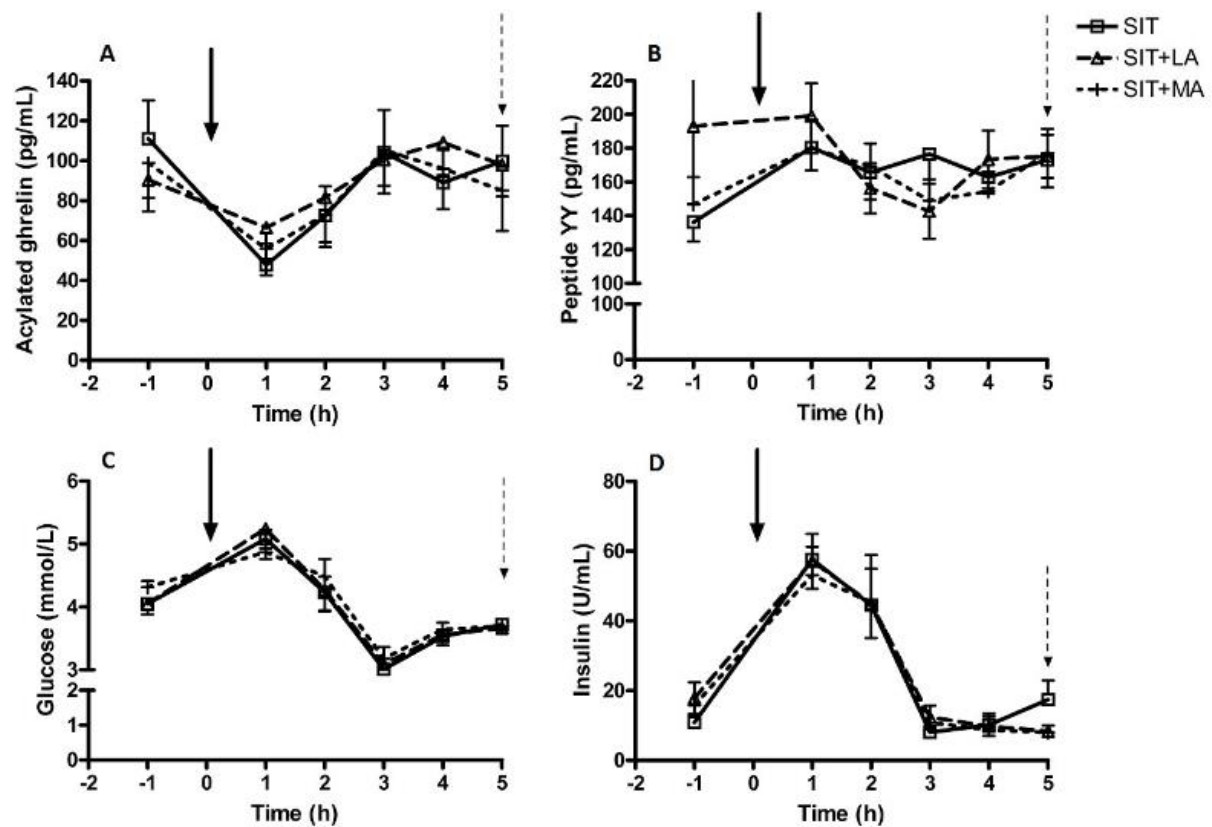 SIT
SIT+LA
SIT+MA
A
Acylated ghrelin (pg/mL)
140
120
100
80
60
40
20
0
-2 -1 0 1 2 3 4 5
Time (h)
B
Peptide YY (pg/mL)
220
200
180
160
140
120
100
100
0
-2 -1 0 1 2 3 4 5
Time (h)
C
Glucose (mmol/L)
6
5
4
3
2
1
0
-2 -1 0 1 2 3 4 5
Time (h)
D
Insulin (U/mL)
80
60
40
20
0
-2 -1 0 1 2 3 4 5
Time (h)